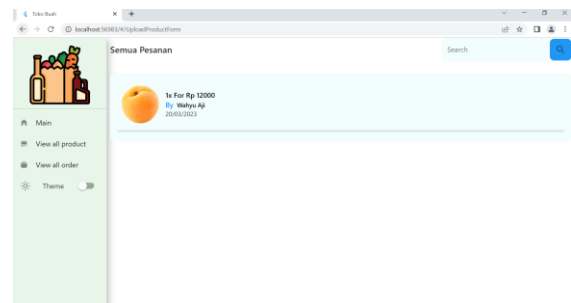 Toko Buah
localhost:56963/#/UploadProductForm
Semua Pesanan
Search
1x For Rp 12000
By Wahyu Aji
20/03/2023
Main
View all product
View all order
Theme